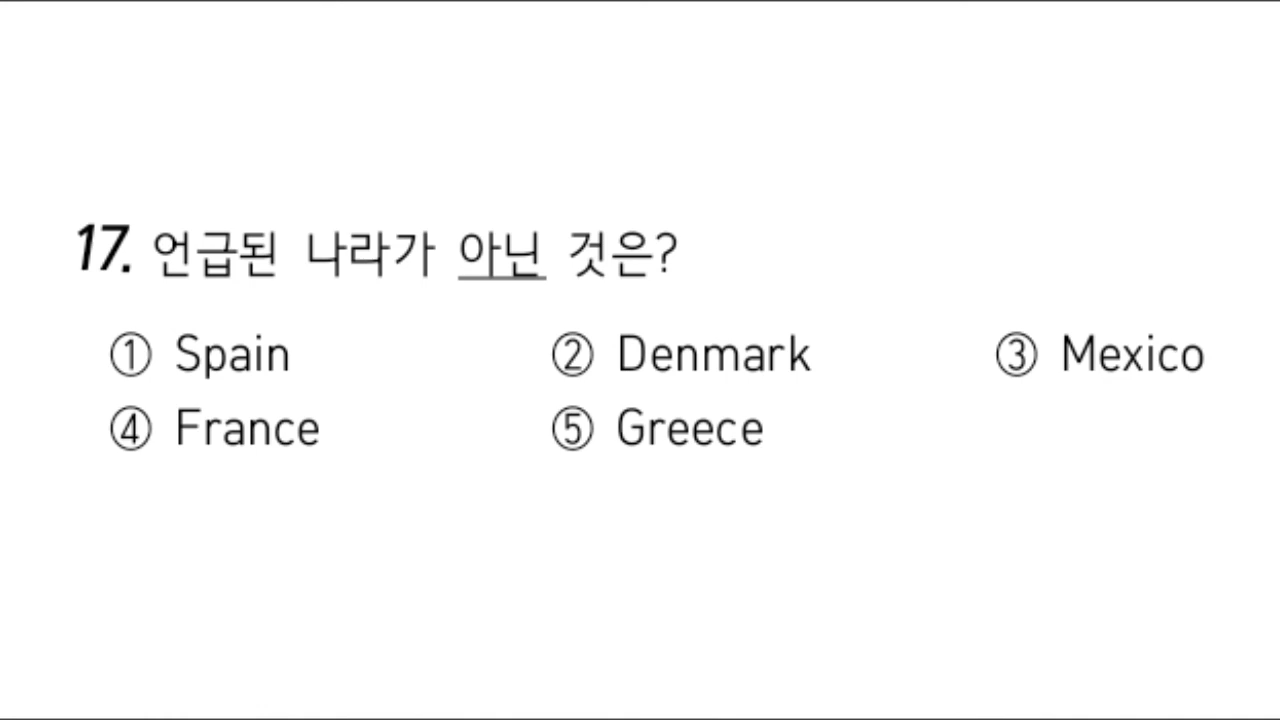 17. 언급된 나라가 아닌 것은?
① Spain ② Denmark ③ Mexico
④ France ⑤ Greece